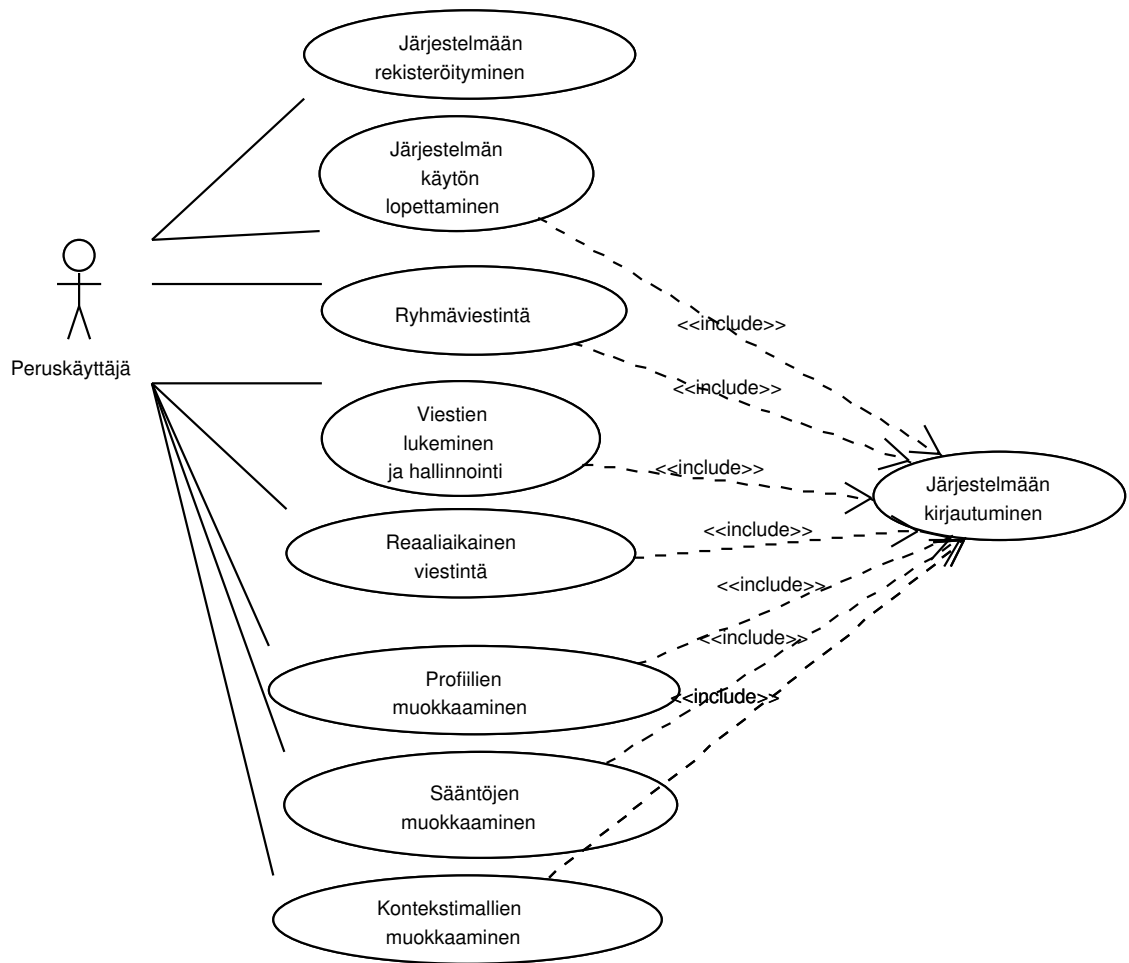 Järjestelmään
rekisteröityminen
Järjestelmän
käytön
lopettaminen
Peruskäyttäjä
Ryhmäviestintä
<<include>>
<<include>>
Viestien
lukeminen
ja hallinnointi
<<include>>
Järjestelmään
kirjautuminen
Reaaliaikainen
viestintä
<<include>>
<<include>>
<<include>>
Profiilien
muokkaaminen
<<include>>
Sääntöjen
muokkaaminen
Kontekstimallien
muokkaaminen